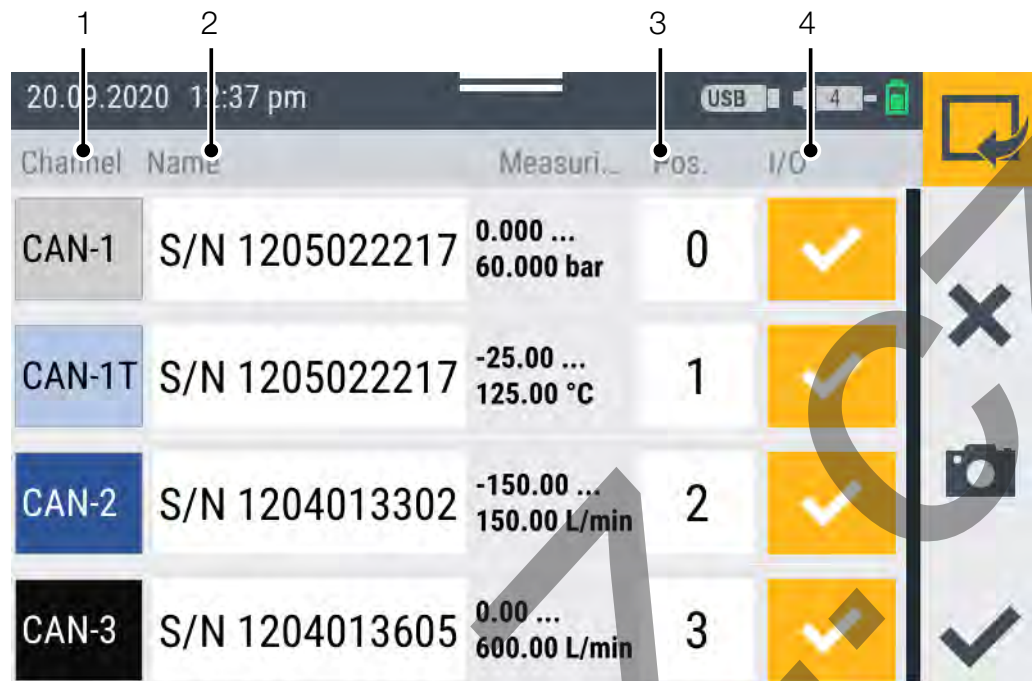 1 2 3 4
20.09.2020 12:37 pm USB 4
Channel Name Measuri... Pos. I/O
CAN-1 S/N 1205022217 0.000 ... 60.000 bar 0
CAN-1T S/N 1205022217 -25.00 ... 125.00 °C 1
CAN-2 S/N 1204013302 -150.00 ... 150.00 L/min 2
CAN-3 S/N 1204013605 0.00 ... 600.00 L/min 3